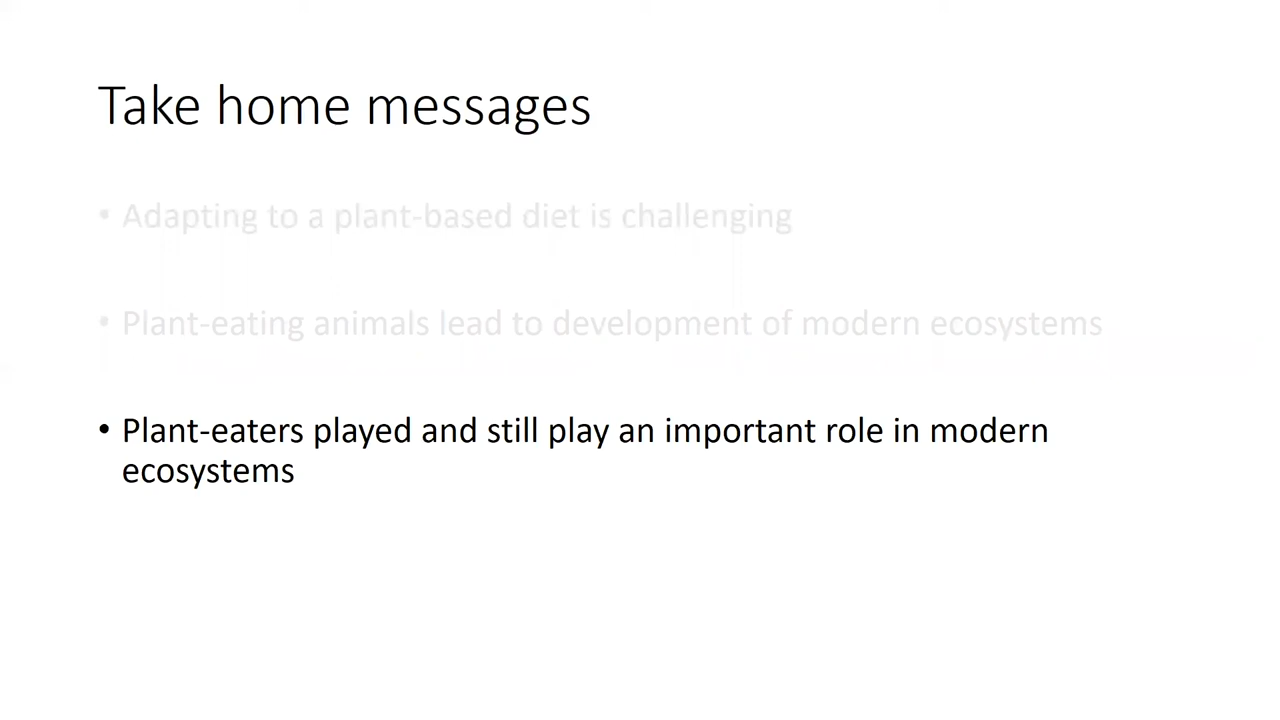 Take home messages
• Adapting to a plant-based diet is challenging
• Plant-eating animals lead to development of modern ecosystems
• Plant-eaters played and still play an important role in modern
ecosystems